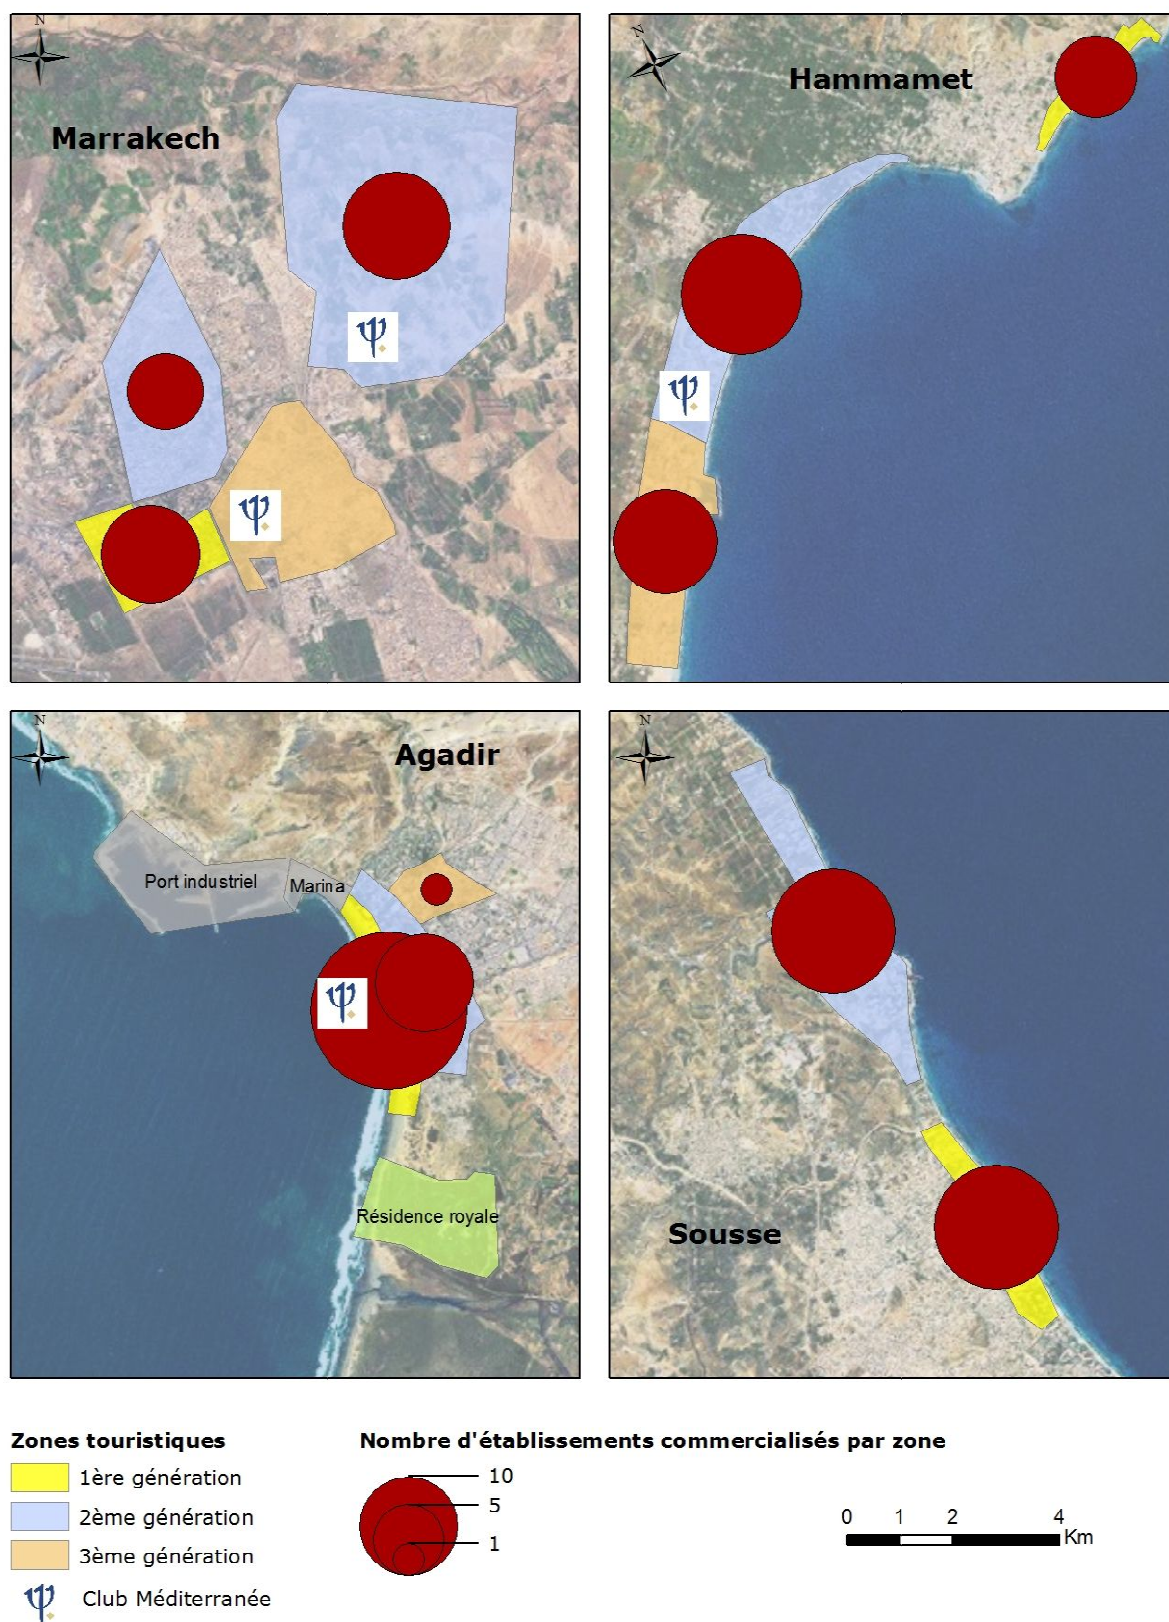 N
Marrakech
N
Hammamet
N
Agadir
Port industriel
Marina
Résidence royale
N
Sousse
Zones touristiques
1ère génération
2ème génération
3ème génération
Club Méditerranée
Nombre d'établissements commercialisés par zone
10
5
1
0 1 2 4
Km